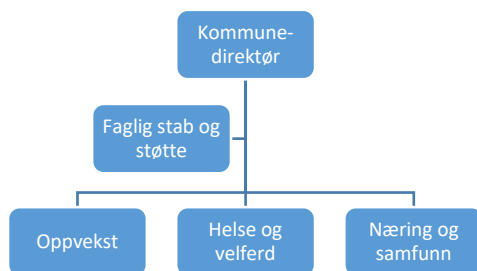 Kommune-
direktør
Faglig stab og
støtte
Oppvekst
Helse og
velferd
Næring og
samfunn